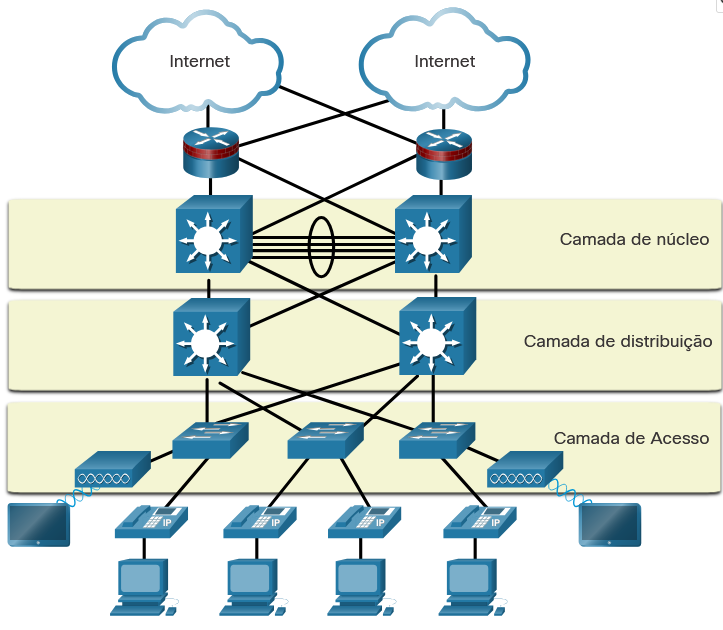 Internet
Internet
Camada de núcleo
Camada de distribuição
Camada de Acesso
IP
IP
IP
IP